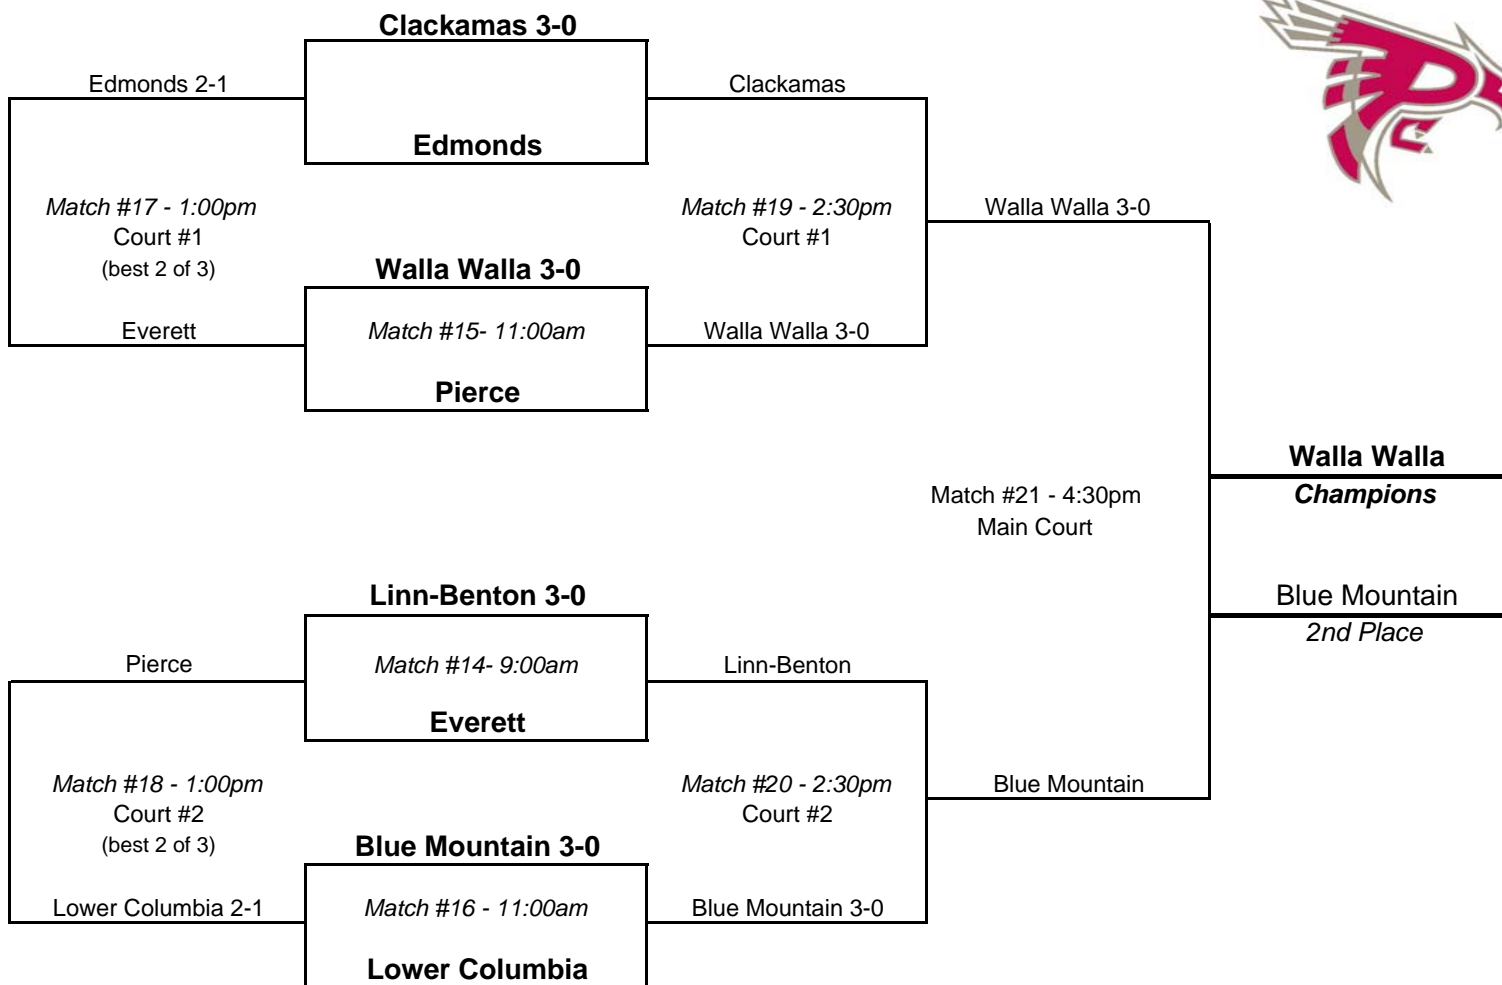 Clackamas 3-0
Edmonds 2-1
Clackamas
Edmonds
Match #17 - 1:00pm
Court #1
(best 2 of 3)
Match #19 - 2:30pm
Court #1
Walla Walla 3-0
Walla Walla 3-0
Everett
Match #15- 11:00am
Walla Walla 3-0
Pierce
Walla Walla
Champions
Match #21 - 4:30pm
Main Court
Linn-Benton 3-0
Blue Mountain
2nd Place
Pierce
Match #14- 9:00am
Linn-Benton
Everett
Match #18 - 1:00pm
Court #2
(best 2 of 3)
Match #20 - 2:30pm
Court #2
Blue Mountain
Blue Mountain 3-0
Lower Columbia 2-1
Match #16 - 11:00am
Blue Mountain 3-0
Lower Columbia